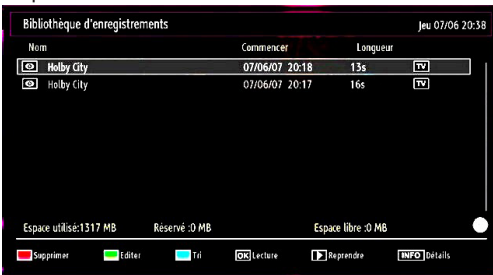 Bibliothèque d'enregistrements Jeu 07/06 20:38
Nom Commencer Longueur
Holby City 07/06/07 20:18 13s TV
Holby City 07/06/07 20:17 16s TV
Espace utilisé:1317 MB Réservé :0 MB Espace libre :0 MB
Supprimer Editer Tri OK Lecture Reprendre INFO Détails